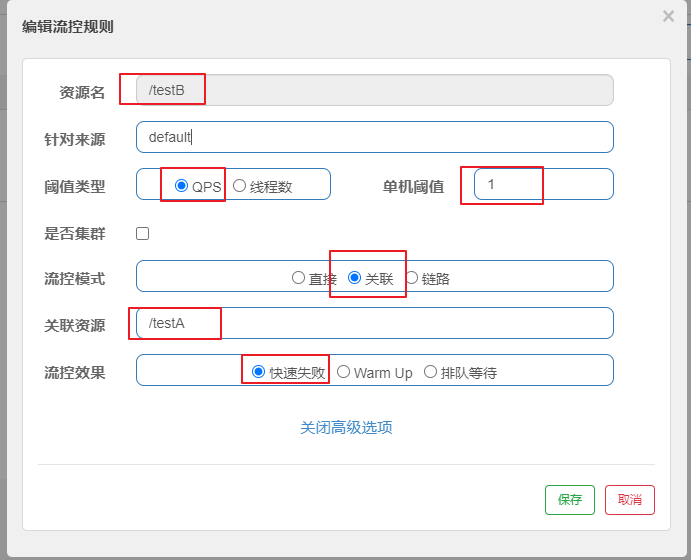 编辑流控规则 ×
资源名 /testB
针对来源 default
阈值类型 QPS 线程数 单机阈值 1
是否集群
流控模式 直接 关联 链路
关联资源 /testA
流控效果 快速失败 Warm Up 排队等待
关闭高级选项
保存 取消